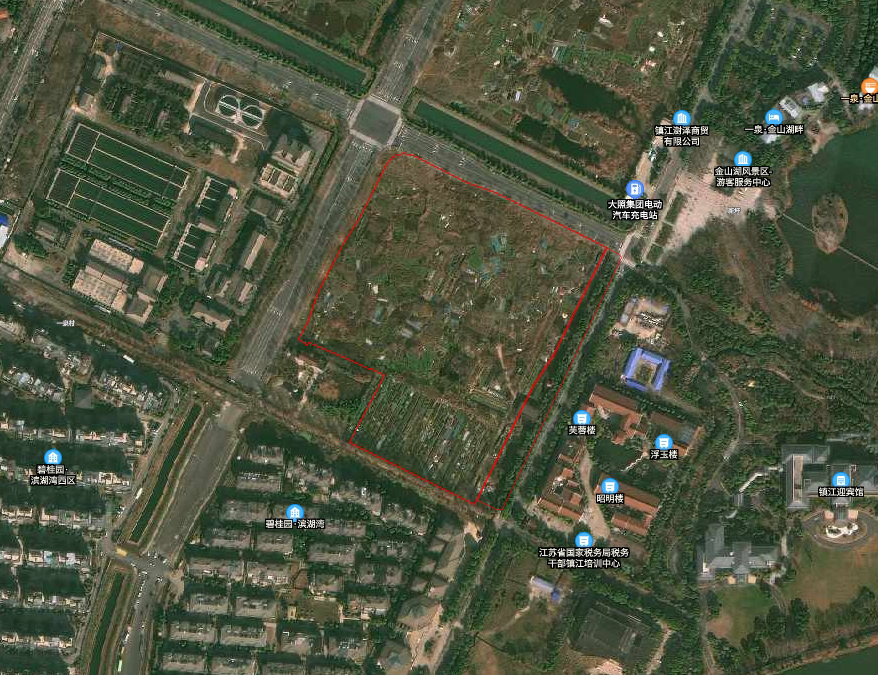 一泉·金山
镇江澍泽商贸
有限公司
一泉·金山湖畔
金山湖风景区-
游客服务中心
大照集团电动
汽车充电站
一泉村
芙蓉楼
浮玉楼
碧桂园·
滨湖湾西区
昭明楼
镇江迎宾馆
碧桂园·滨湖湾
江苏省国家税务局税务
干部镇江培训中心